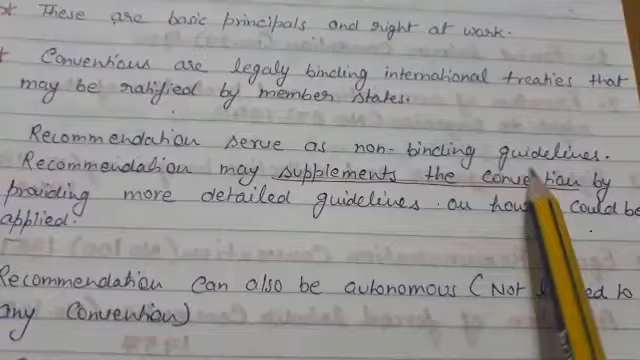 * These are basic principals and right at work.
Conventions are legaly binding international treaties that
may be ratified by member states.
Recommendation serve as non-binding guidelines.
Recommendation may supplements the convention by
providing more detailed guidelines on how could be
applied.
Recommendation can also be autonomous (Not to
any Convention)